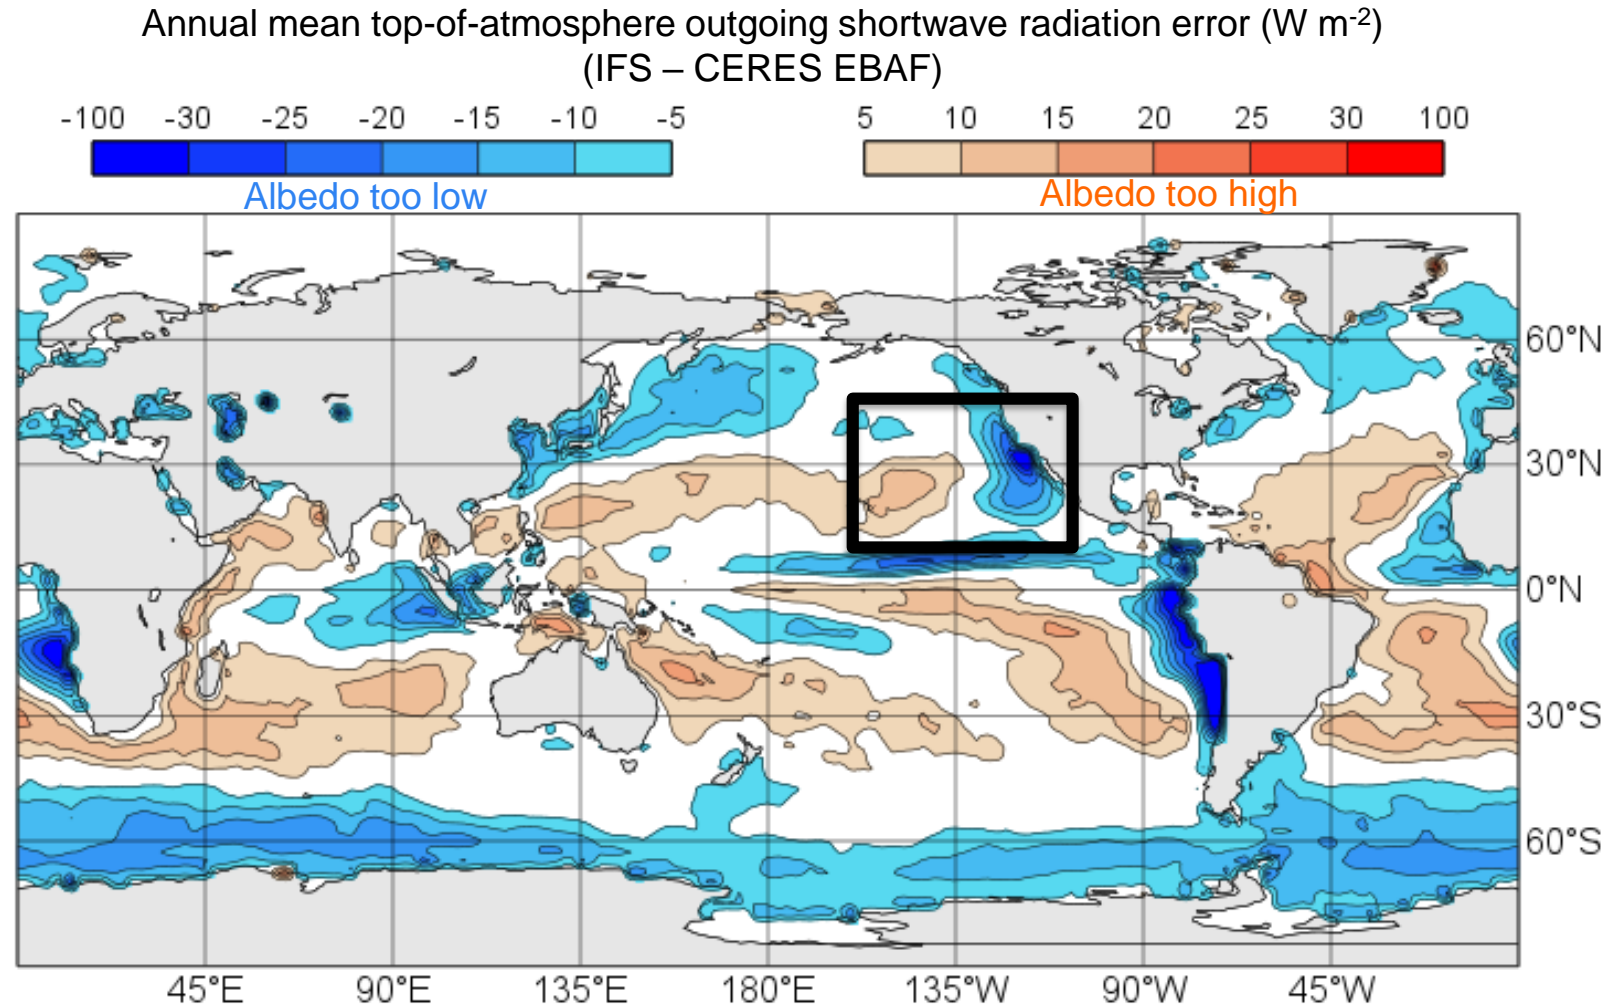 Annual mean top-of-atmosphere outgoing shortwave radiation error (W m-2)
(IFS – CERES EBAF)
-100 -30 -25 -20 -15 -10 -5 5 10 15 20 25 30 100
Albedo too low Albedo too high
60°N
30°N
0°N
30°S
60°S
45°E 90°E 135°E 180°W 135°W 90°W 45°W